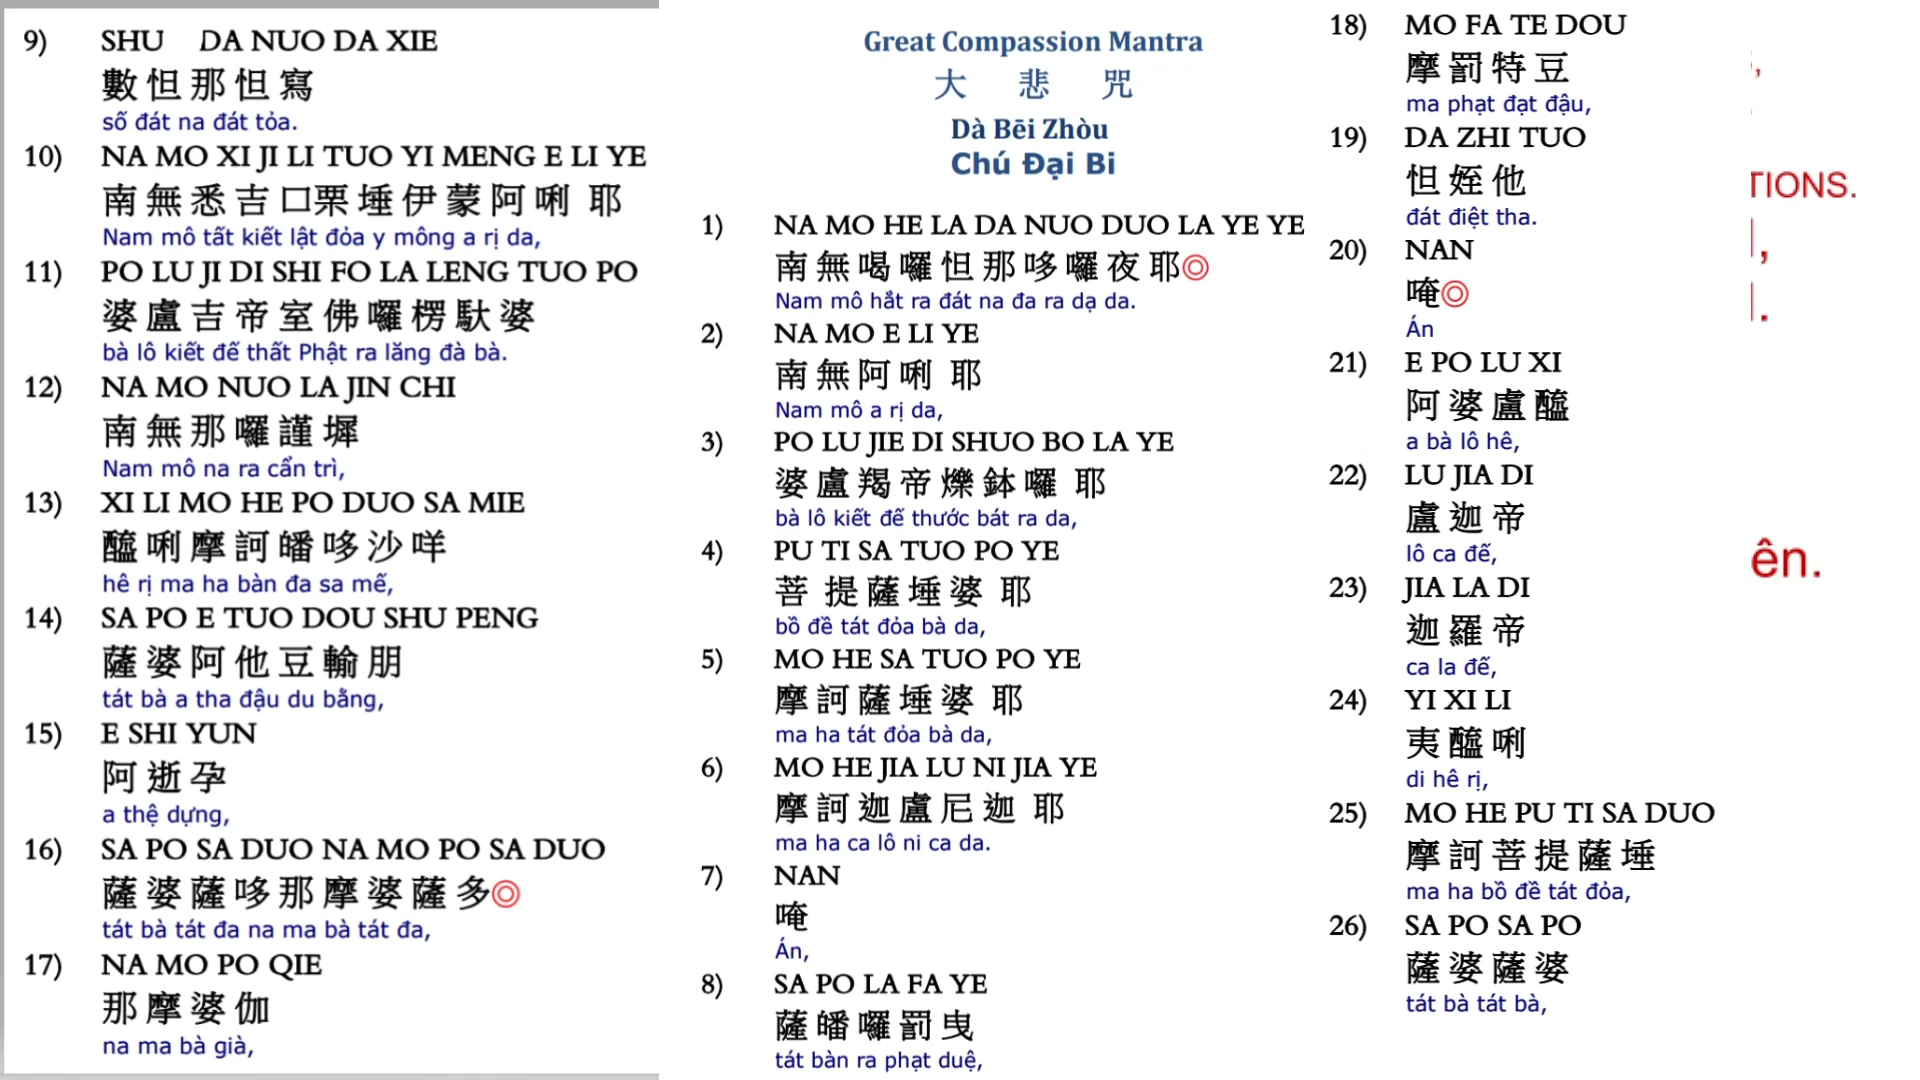 9) SHU DA NUO DA XIE
數 怛 那 怛 寫
số đát na đát tỏa.
10) NA MO XI JI LI TUO YI MENG E LI YE
南 無 悉 吉 口栗 埵 伊 蒙 阿 唎 耶
Nam mô tất kiết lật đỏa y mông a rị da,
11) PO LU JI DI SHI FO LA LENG TUO PO
婆 盧 吉 帝 室 佛 囉 楞 馱 婆
bà lô kiết đế thất Phật ra lăng đà bà.
12) NA MO NUO LA JIN CHI
南 無 那 囉 謹 墀
Nam mô na ra cẩn trì,
13) XI LI MO HE PO DUO SA MIE
醯 唎 摩 訶 皤 哆 沙 咩
hê rị ma ha bàn đa sa mế,
14) SA PO E TUO DOU SHU PENG
薩 婆 阿 他 豆 輸 朋
tát bà a tha đậu du bằng,
15) E SHI YUN
阿 逝 孕
a thệ dựng,
16) SA PO SA DUO NA MO PO SA DUO
薩 婆 薩 哆 那 摩 婆 薩 多◎
tát bà tát đa na ma bà tát đa,
17) NA MO PO QIE
那 摩 婆 伽
na ma bà già,
Great Compassion Mantra
大 悲 咒
Dà Bēi Zhòu
Chú Đại Bi
1) NA MO HE LA DA NUO DUO LA YE YE
南 無 喝 囉 怛 那 哆 囉 夜 耶◎
Nam mô hắt ra đát na đa ra dạ da.
2) NA MO E LI YE
南 無 阿 唎 耶
Nam mô a rị da,
3) PO LU JIE DI SHUO BO LA YE
婆 盧 羯 帝 爍 鉢 囉 耶
bà lô kiết đế thước bát ra da,
4) PU TI SA TUO PO YE
菩 提 薩 埵 婆 耶
bồ đề tát đỏa bà da,
5) MO HE SA TUO PO YE
摩 訶 薩 埵 婆 耶
ma ha tát đỏa bà da,
6) MO HE JIA LU NI JIA YE
摩 訶 迦 盧 尼 迦 耶
ma ha ca lô ni ca da.
7) NAN
唵
Án,
8) SA PO LA FA YE
薩 皤 囉 罰 曳
tát bàn ra phạt duệ,
18) MO FA TE DOU
摩 罰 特 豆
ma phạt đạt đậu,
19) DA ZHI TUO
怛 姪 他
đát điệt tha.
20) NAN
唵◎
Án
21) E PO LU XI
阿 婆 盧 醯
a bà lô hê,
22) LU JIA DI
盧 迦 帝
lô ca đế,
23) JIA LA DI
迦 羅 帝
ca la đế,
24) YI XI LI
夷 醯 唎
di hê rị,
25) MO HE PU TI SA DUO
摩 訶 菩 提 薩 埵
ma ha bồ đề tát đỏa,
26) SA PO SA PO
薩 婆 薩 婆
tát bà tát bà,
TIONS.
ên.